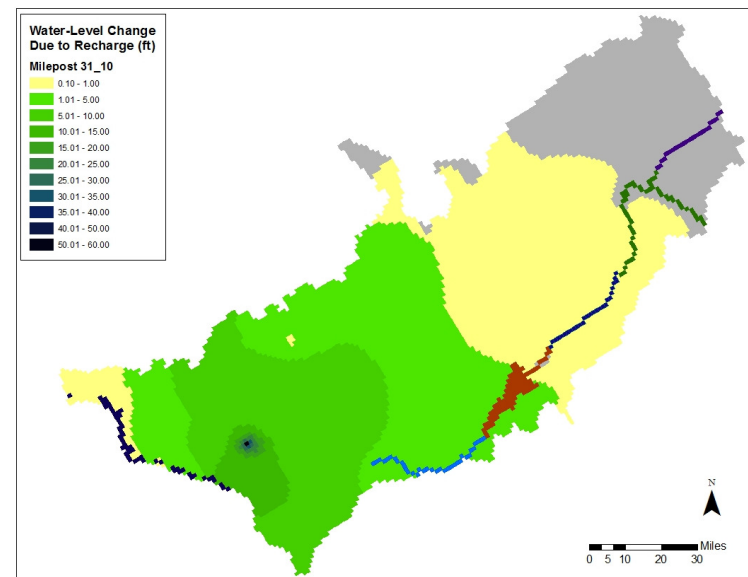 Water-Level Change
Due to Recharge (ft)
Milepost 31_10
0.10 - 1.00
1.01 - 5.00
5.01 - 10.00
10.01 - 15.00
15.01 - 20.00
20.01 - 25.00
25.01 - 30.00
30.01 - 35.00
35.01 - 40.00
40.01 - 50.00
50.01 - 60.00
N
Miles
0 5 10 20 30